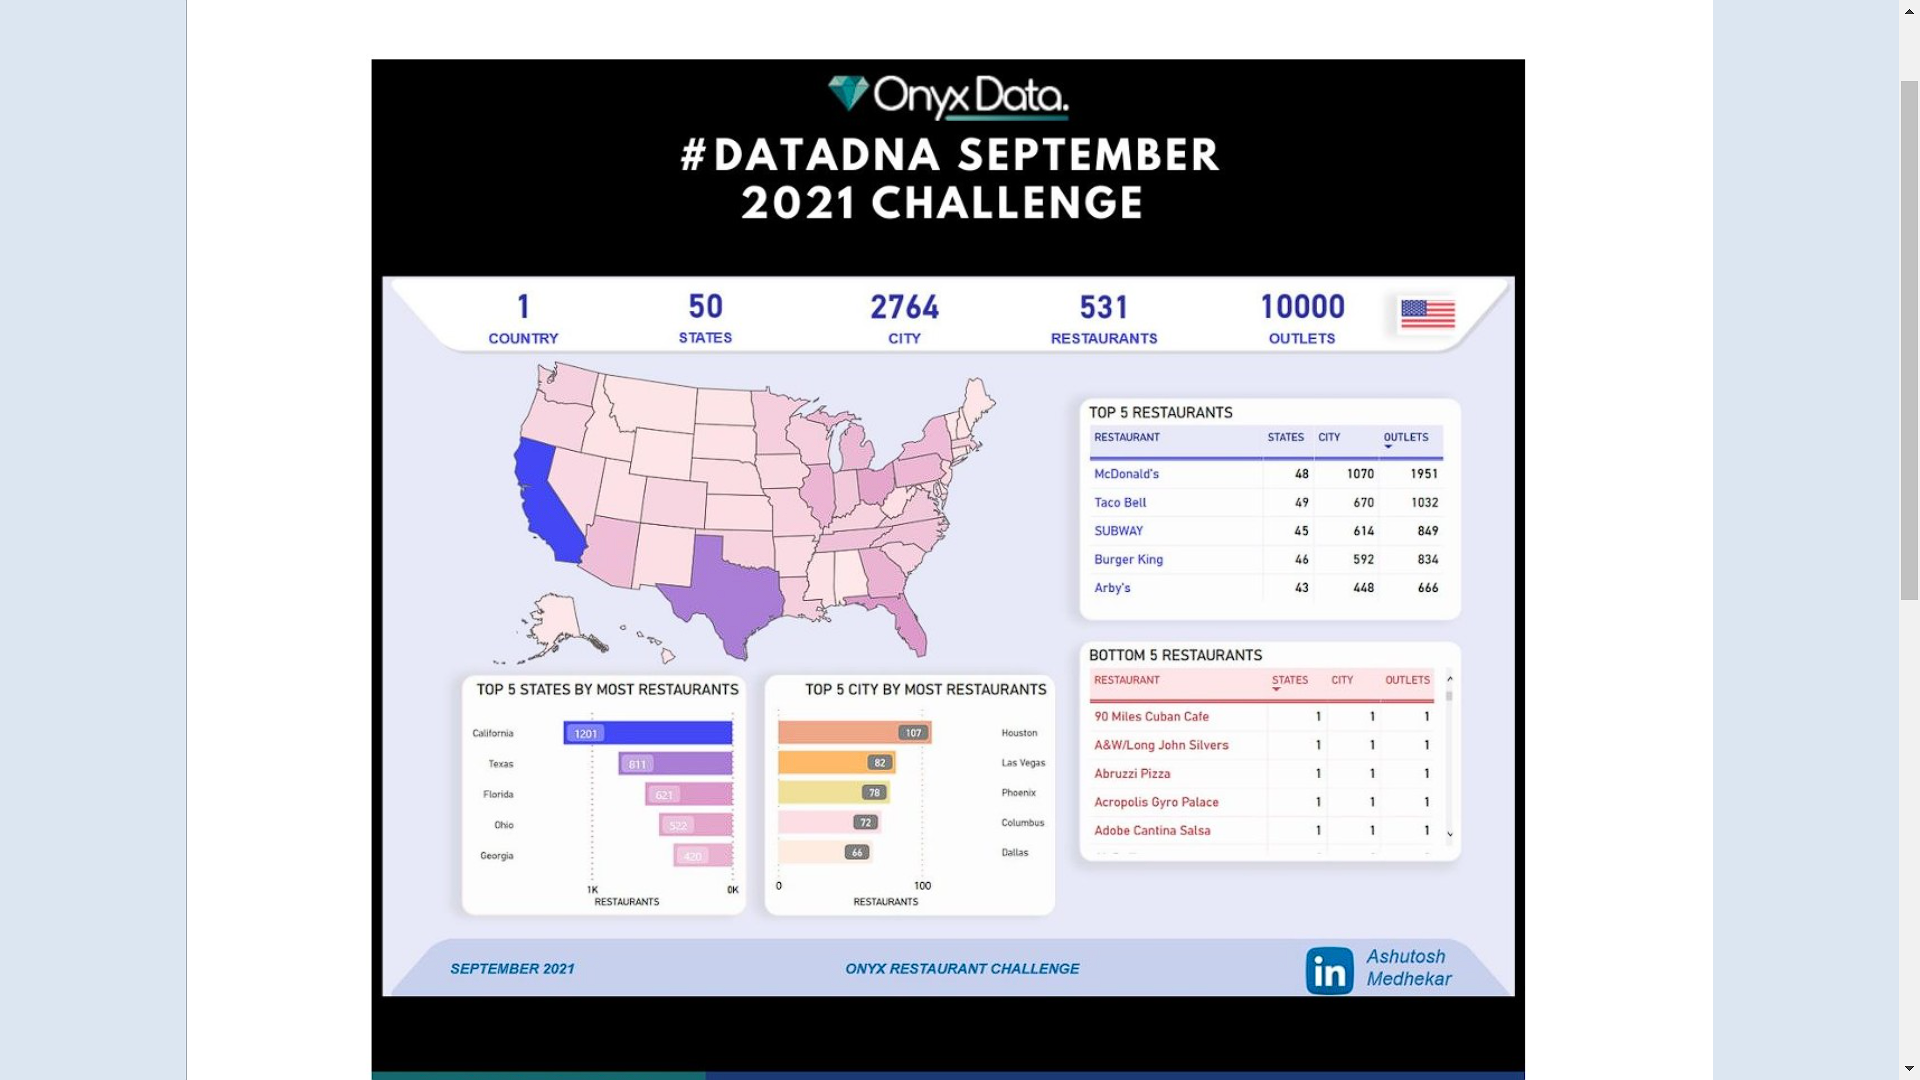 Onyx Data.
#DATADNA SEPTEMBER
2021 CHALLENGE
1 50 2764 531 10000
COUNTRY STATES CITY RESTAURANTS OUTLETS
TOP 5 RESTAURANTS
RESTAURANT STATES CITY OUTLETS
McDonald's 48 1070 1951
Taco Bell 49 670 1032
SUBWAY 45 614 849
Burger King 46 592 834
Arby's 43 448 666
BOTTOM 5 RESTAURANTS
RESTAURANT STATES CITY OUTLETS
90 Miles Cuban Cafe 1 1 1
A&W/Long John Silvers 1 1 1
Abruzzi Pizza 1 1 1
Acropolis Gyro Palace 1 1 1
Adobe Cantina Salsa 1 1 1
TOP 5 STATES BY MOST RESTAURANTS
California 1201
Texas 811
Florida 621
Ohio 522
Georgia 420
1K 0K
RESTAURANTS
TOP 5 CITY BY MOST RESTAURANTS
107 Houston
82 Las Vegas
78 Phoenix
72 Columbus
66 Dallas
0 100
RESTAURANTS
SEPTEMBER 2021
ONYX RESTAURANT CHALLENGE
in
Ashutosh
Medhekar